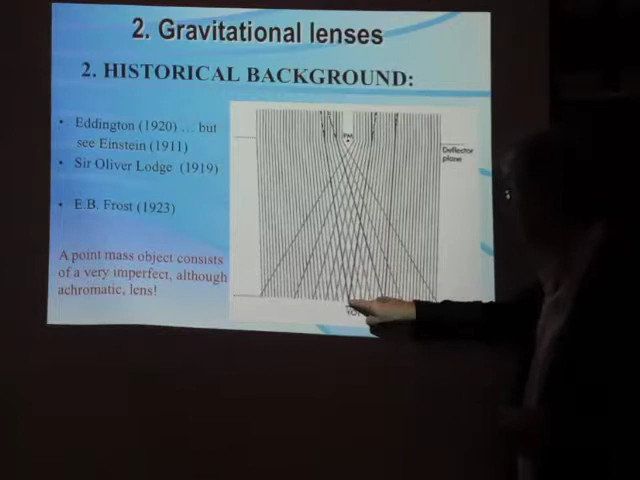 2. Gravitational lenses
2. HISTORICAL BACKGROUND:
• Eddington (1920) … but
see Einstein (1911)
• Sir Oliver Lodge (1919)
• E.B. Frost (1923)
A point mass object consists
of a very imperfect, although
achromatic, lens!
PM
Deflector
plane